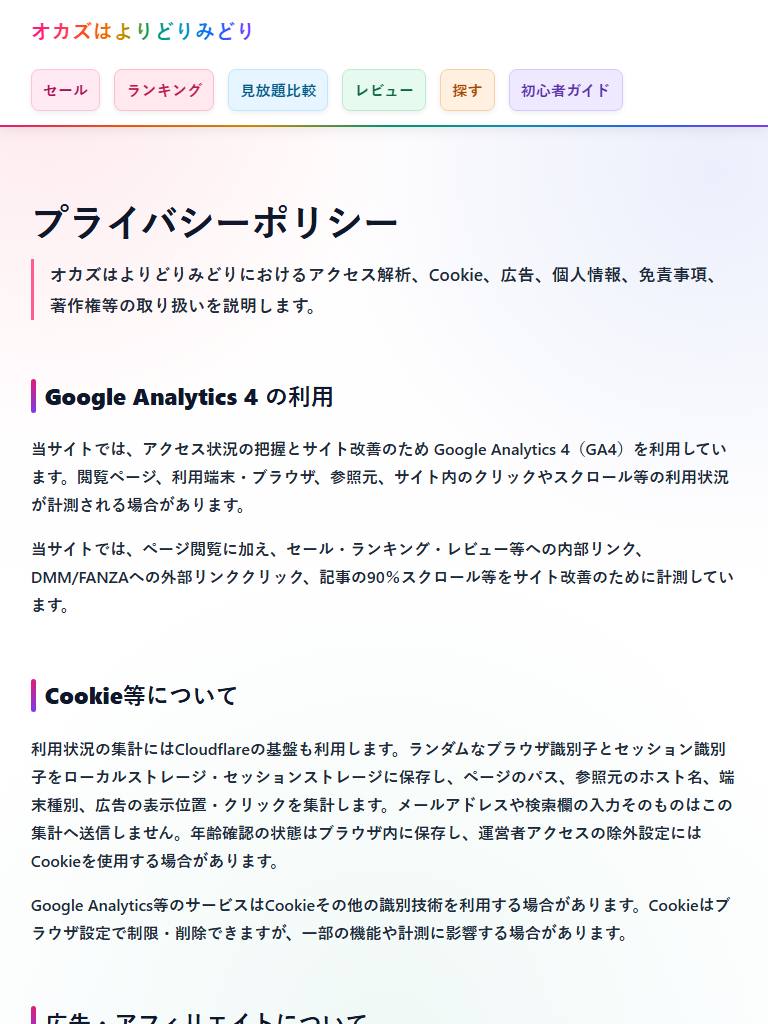 オカズはよりどりみどり
セール ランキング 見放題比較 レビュー 探す 初心者ガイド
プライバシーポリシー
オカズはよりどりみどりにおけるアクセス解析、Cookie、広告、個人情報、免責事項、
著作権等の取り扱いを説明します。
Google Analytics 4 の利用
当サイトでは、アクセス状況の把握とサイト改善のため Google Analytics 4（GA4）を利用してい
ます。閲覧ページ、利用端末・ブラウザ、参照元、サイト内のクリックやスクロール等の利用状況
が計測される場合があります。
当サイトでは、ページ閲覧に加え、セール・ランキング・レビュー等への内部リンク、
DMM/FANZAへの外部リンククリック、記事の90％スクロール等をサイト改善のために計測してい
ます。
Cookie等について
利用状況の集計にはCloudflareの基盤も利用します。ランダムなブラウザ識別子とセッション識別
子をローカルストレージ・セッションストレージに保存し、ページのパス、参照元のホスト名、端
末種別、広告の表示位置・クリックを集計します。メールアドレスや検索欄の入力そのものはこの
集計へ送信しません。年齢確認の状態はブラウザ内に保存し、運営者アクセスの除外設定には
Cookieを使用する場合があります。
Google Analytics等のサービスはCookieその他の識別技術を利用する場合があります。Cookieはブ
ラウザ設定で制限・削除できますが、一部の機能や計測に影響する場合があります。
広告・アフィリエイトについて